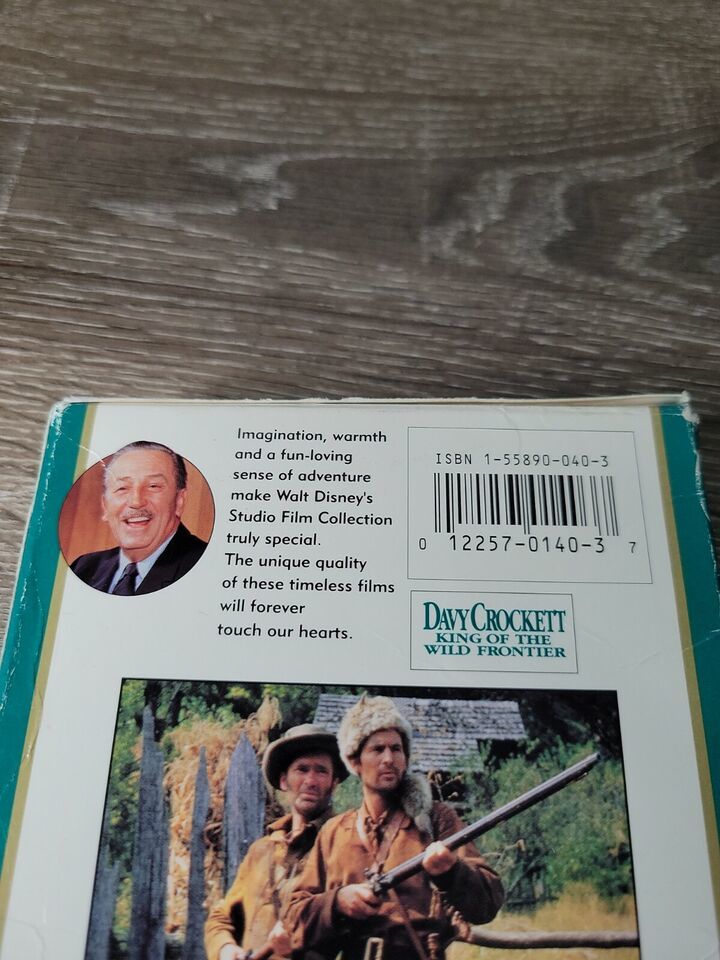 Imagination, warmth
and a fun-loving
sense of adventure
make Walt Disney's
Studio Film Collection
truly special.
The unique quality
of these timeless films
will forever
touch our hearts.
ISBN 1-55890-040-3
0 12257-0140-3 7
DAVY CROCKETT
KING OF THE
WILD FRONTIER